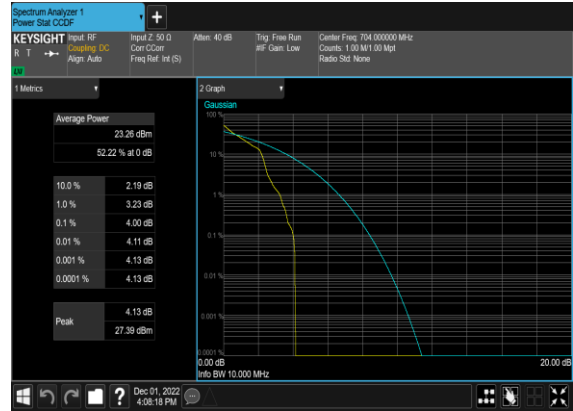 Spectrum Analyzer 1
Power Stat CCDF
+
KEYSIGHT
R T
LXI
Input: RF
Coupling: DC
Align: Auto
Input Z: 50 Ω
Corr CCorr
Freq Ref: Int (S)
Atten: 40 dB
Trig: Free Run
#IF Gain: Low
Center Freq: 704.000000 MHz
Counts: 1.00 M/1.00 Mpt
Radio Std: None
1 Metrics
Average Power
23.26 dBm
52.22 % at 0 dB
10.0 % 2.19 dB
1.0 % 3.23 dB
0.1 % 4.00 dB
0.01 % 4.11 dB
0.001 % 4.13 dB
0.0001 % 4.13 dB
Peak
4.13 dB
27.39 dBm
2 Graph
Gaussian
100 %
10 %
1 %
0.1 %
0.01 %
0.001 %
0.0001 %
0.00 dB 20.00 dB
Info BW 10.000 MHz
?
Dec 01, 2022
4:08:18 PM